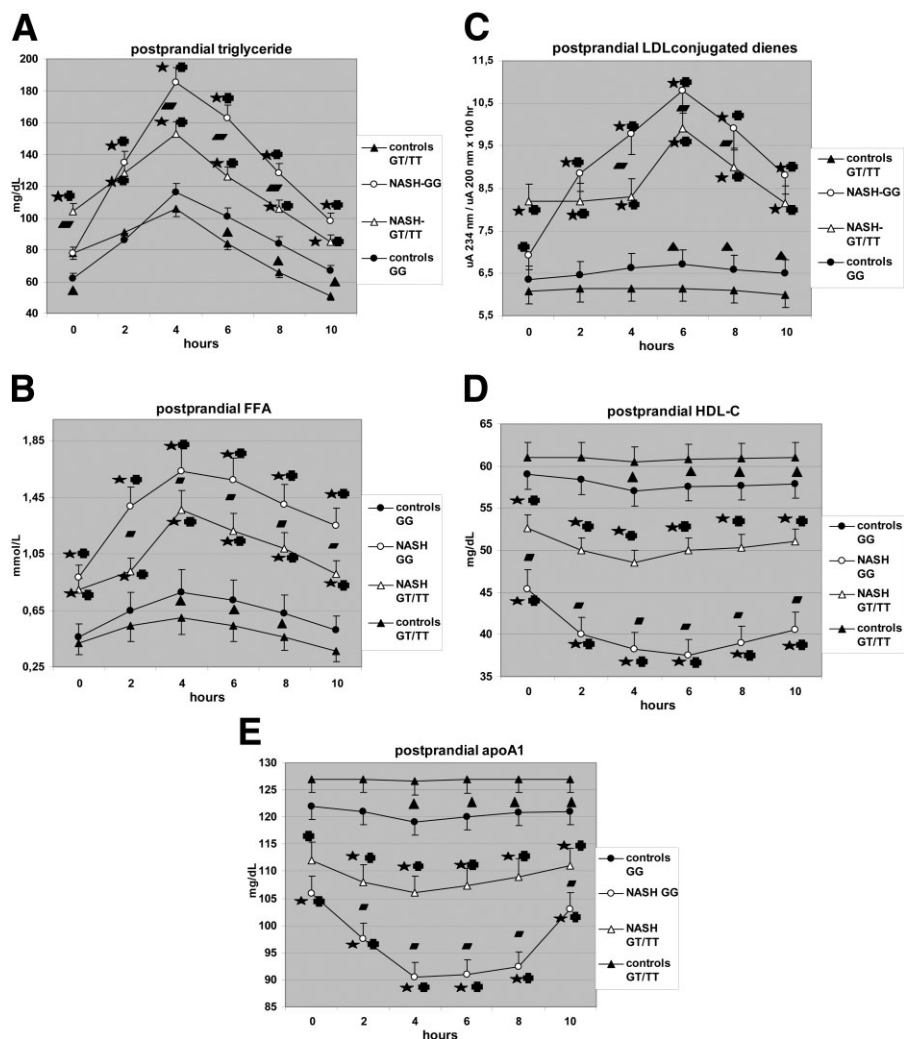 A
postprandial triglyceride
mg/dL
200
180
160
140
120
100
80
60
40
0 2 4 6 8 10
hours
controls
GT/TT
NASH-GG
NASH-
GT/TT
controls
GG
C
postprandial LDLconjugated dienes
uA 234 nm / uA 200 nm x 100 hr
11,5
10,5
9,5
8,5
7,5
6,5
5,5
0 2 4 6 8 10
hours
controls
GT/TT
NASH-GG
NASH-
GT/TT
controls
GG
B
postprandial FFA
mmol/L
1,85
1,45
1,05
0,65
0,25
0 2 4 6 8 10
hours
controls
GG
NASH
GG
NASH
GT/TT
controls
GT/TT
D
postprandial HDL-C
mg/dL
65
60
55
50
45
40
35
0 2 4 6 8 10
hours
controls
GG
NASH
GG
NASH
GT/TT
controls
GT/TT
E
postprandial apoA1
mg/dL
130
127
120
115
110
105
100
95
90
85
0 2 4 6 8 10
hours
controls
GG
NASH GG
NASH
GT/TT
controls
GT/TT